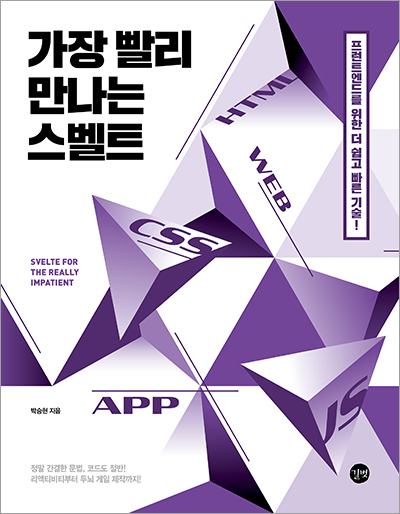 가장 빨리
만나는
스벨트
프런트엔드를 위한 더 쉽고 빠른 기술!
HTML
WEB
CSS
SVELTE FOR
THE REALLY
IMPATIENT
APP
JS
박승현 지음
정말 간결한 문법, 코드도 절반!
리액티비티부터 두뇌 게임 제작까지!
길벗